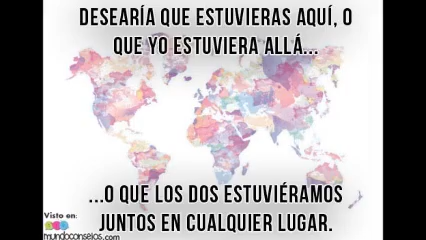 DESEARÍA QUE ESTUVIERAS AQUÍ, O
QUE YO ESTUVIERA ALLÁ...
...O QUE LOS DOS ESTUVIÉRAMOS
JUNTOS EN CUALQUIER LUGAR.
Visto en:
mundoconsejos.com